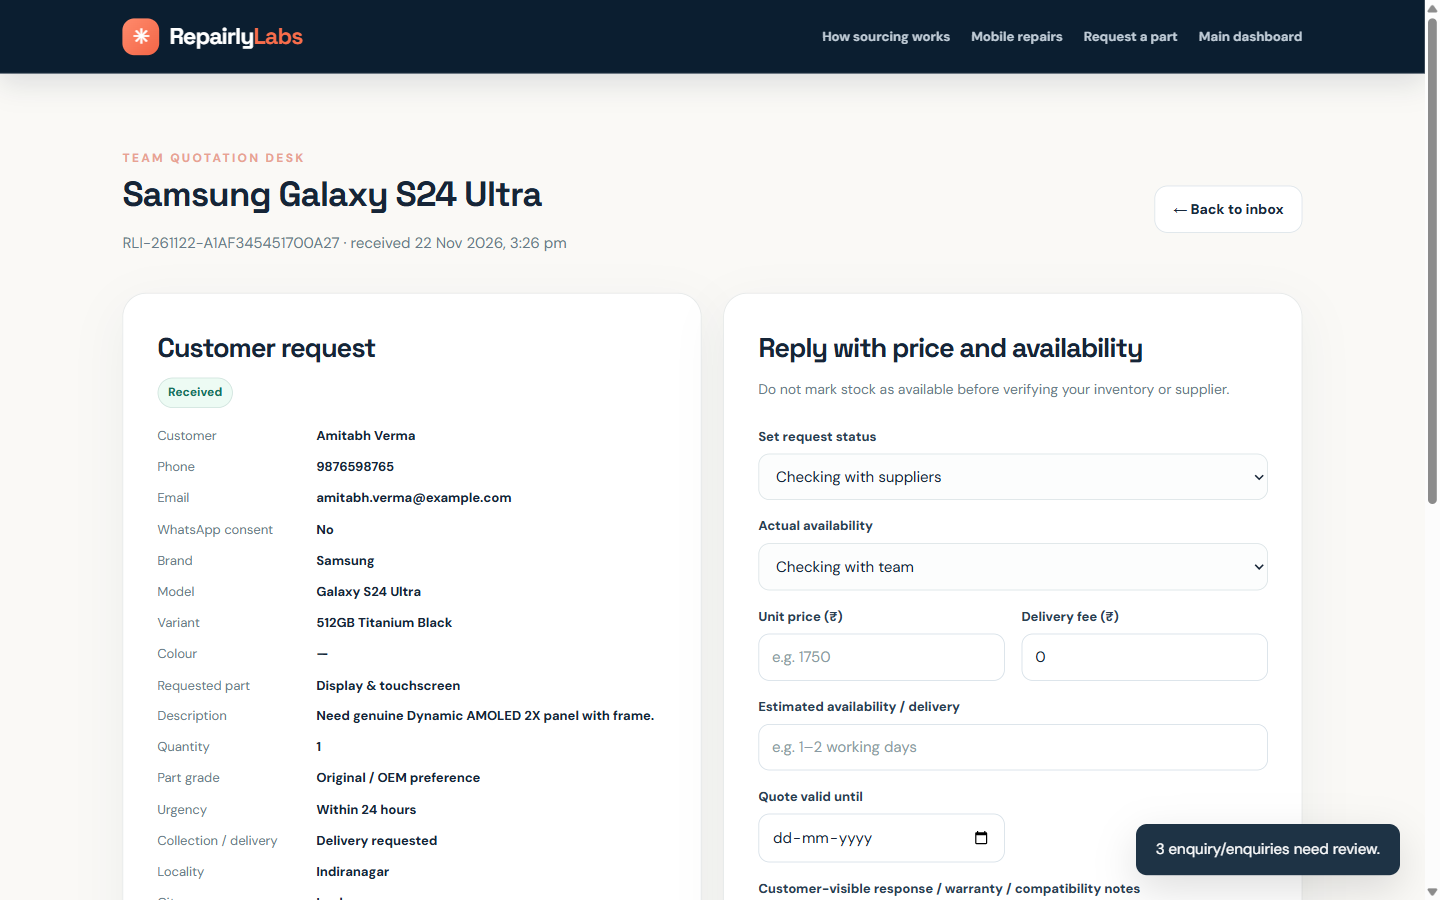 RepairlyLabs
How sourcing works
Mobile repairs
Request a part
Main dashboard
TEAM QUOTATION DESK
Samsung Galaxy S24 Ultra
RLI-261122-A1AF345451700A27 · received 22 Nov 2026, 3:26 pm
← Back to inbox
Customer request
Received
Customer Amitabh Verma
Phone 9876598765
Email amitabh.verma@example.com
WhatsApp consent No
Brand Samsung
Model Galaxy S24 Ultra
Variant 512GB Titanium Black
Colour —
Requested part Display & touchscreen
Description Need genuine Dynamic AMOLED 2X panel with frame.
Quantity 1
Part grade Original / OEM preference
Urgency Within 24 hours
Collection / delivery Delivery requested
Locality Indiranagar
Reply with price and availability
Do not mark stock as available before verifying your inventory or supplier.
Set request status
Checking with suppliers
Actual availability
Checking with team
Unit price (₹)
e.g. 1750
Delivery fee (₹)
0
Estimated availability / delivery
e.g. 1–2 working days
Quote valid until
dd-mm-yyyy
Customer-visible response / warranty / compatibility notes
3 enquiry/enquiries need review.